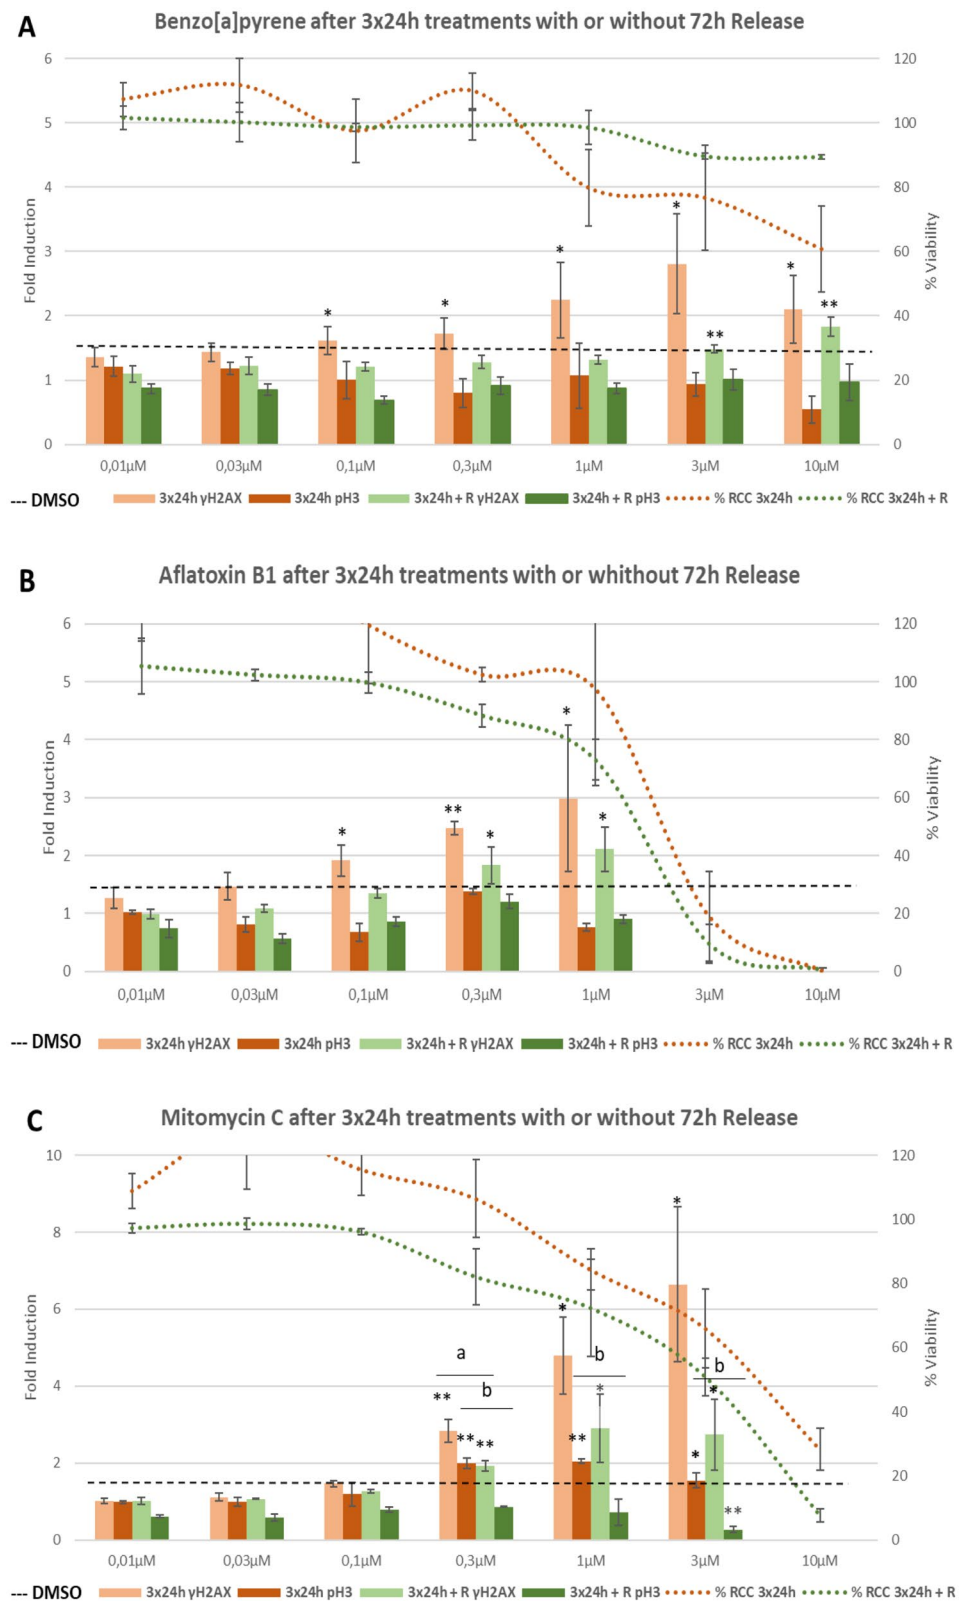 A
Benzo[a]pyrene after 3x24h treatments with or without 72h Release
Fold Induction
% Viability
6
5
4
3
2
1
0
120
100
80
60
40
20
0
*
*
*
*
**
*
**
0,01µM 0,03µM 0,1µM 0,3µM 1µM 3µM 10µM
--- DMSO 3x24h γH2AX 3x24h pH3 3x24h + R γH2AX 3x24h + R pH3 % RCC 3x24h % RCC 3x24h + R
B
Aflatoxin B1 after 3x24h treatments with or whithout 72h Release
Fold Induction
% Viability
6
5
4
3
2
1
0
120
100
80
60
40
20
0
*
**
*
*
*
0,01µM 0,03µM 0,1µM 0,3µM 1µM 3µM 10µM
--- DMSO 3x24h γH2AX 3x24h pH3 3x24h + R γH2AX 3x24h + R pH3 % RCC 3x24h % RCC 3x24h + R
C
Mitomycin C after 3x24h treatments with or without 72h Release
Fold Induction
% Viability
10
8
6
4
2
0
120
100
80
60
40
20
0
a
b
**
**
**
*
b
*
**
*
b
*
*
**
0,01µM 0,03µM 0,1µM 0,3µM 1µM 3µM 10µM
--- DMSO 3x24h γH2AX 3x24h pH3 3x24h + R γH2AX 3x24h + R pH3 % RCC 3x24h % RCC 3x24h + R